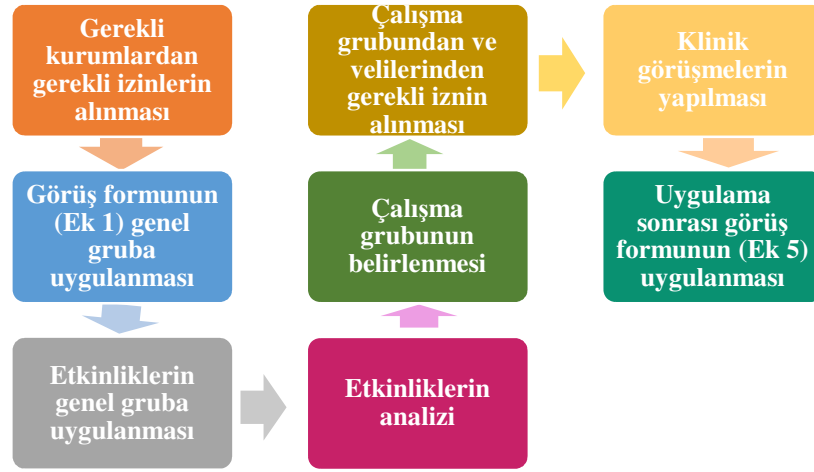 Gerekli
kurumlardan
gerekli izinlerin
alınması
Görüş formunun
(Ek 1) genel
gruba
uygulanması
Etkinliklerin
genel gruba
uygulanması
Etkinliklerin
analizi
Çalışma
grubunun
belirlenmesi
Çalışma
grubundan ve
velilerinden
gerekli iznin
alınması
Klinik
görüşmelerin
yapılması
Uygulama
sonrası görüş
formunun (Ek 5)
uygulanması